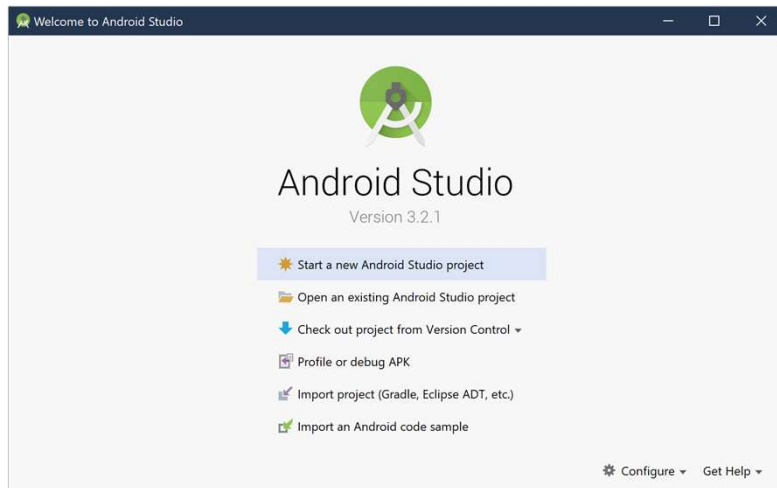 Welcome to Android Studio
Android Studio
Version 3.2.1
Start a new Android Studio project
Open an existing Android Studio project
Check out project from Version Control
Profile or debug APK
Import project (Gradle, Eclipse ADT, etc.)
Import an Android code sample
Configure Get Help